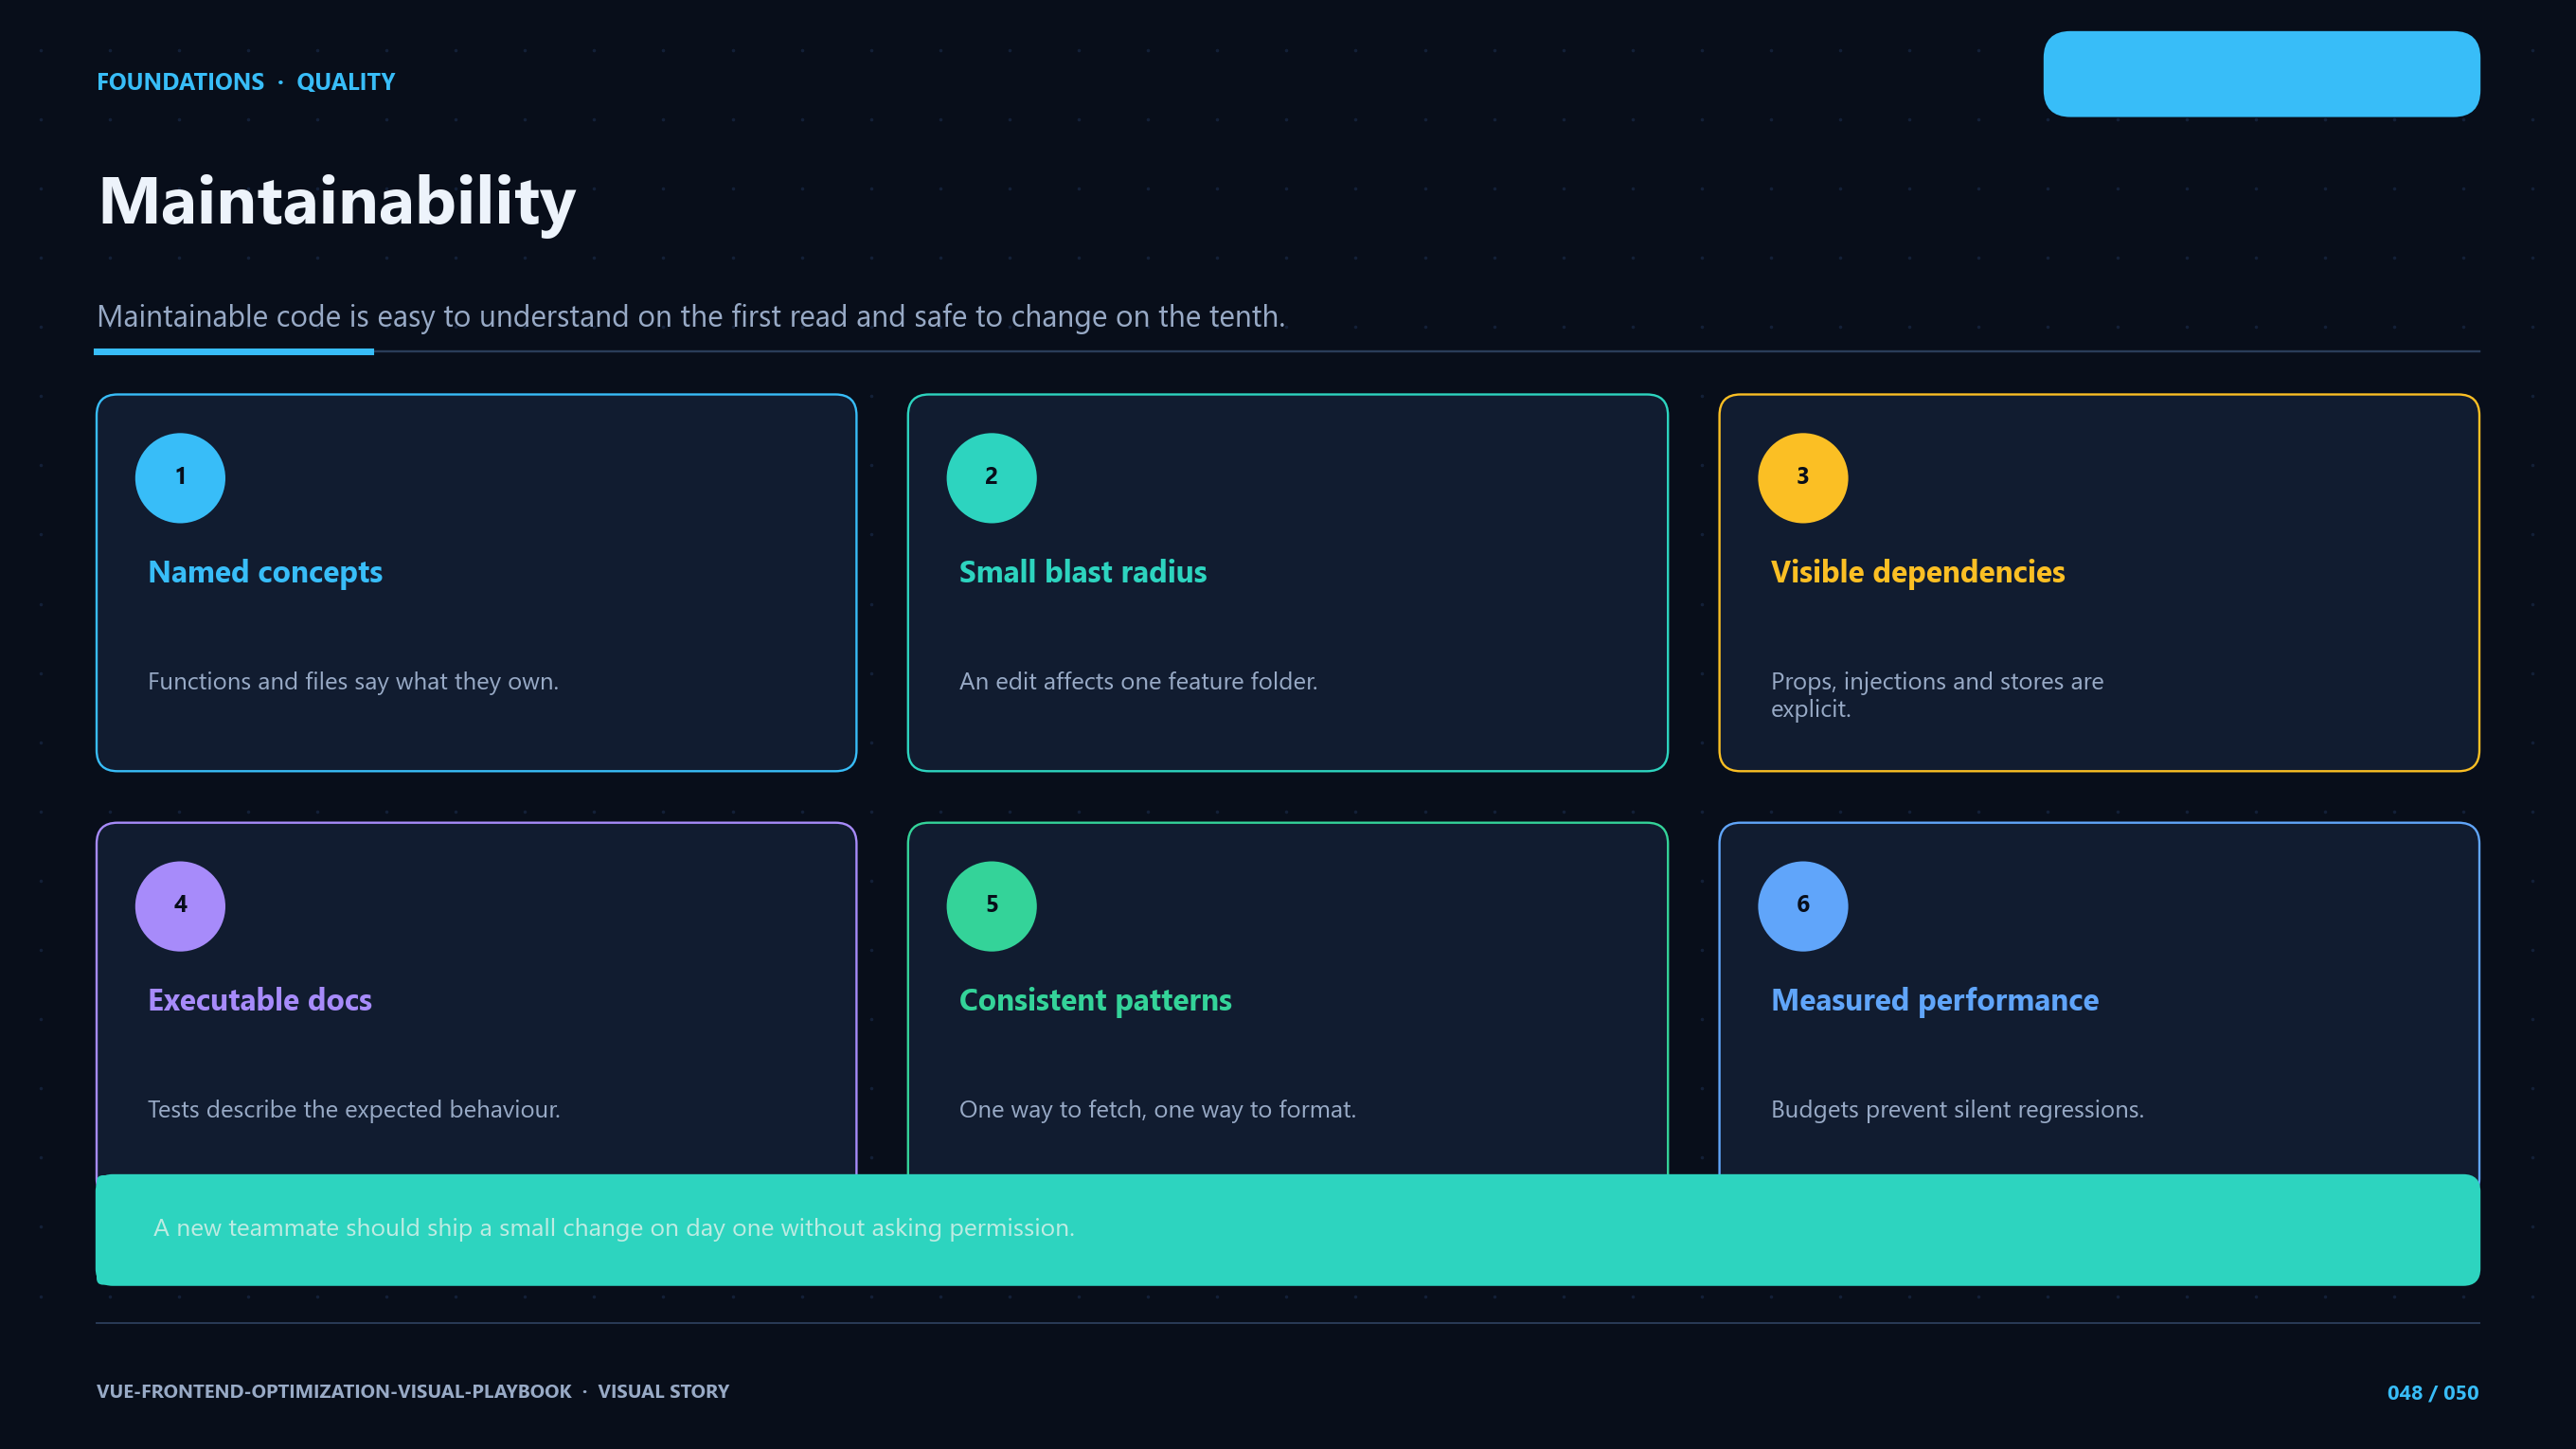 FOUNDATIONS · QUALITY
Maintainability
Maintainable code is easy to understand on the first read and safe to change on the tenth.
1
Named concepts
Functions and files say what they own.
2
Small blast radius
An edit affects one feature folder.
3
Visible dependencies
Props, injections and stores are
explicit.
4
Executable docs
Tests describe the expected behaviour.
5
Consistent patterns
One way to fetch, one way to format.
6
Measured performance
Budgets prevent silent regressions.
A new teammate should ship a small change on day one without asking permission.
VUE-FRONTEND-OPTIMIZATION-VISUAL-PLAYBOOK · VISUAL STORY
048 / 050